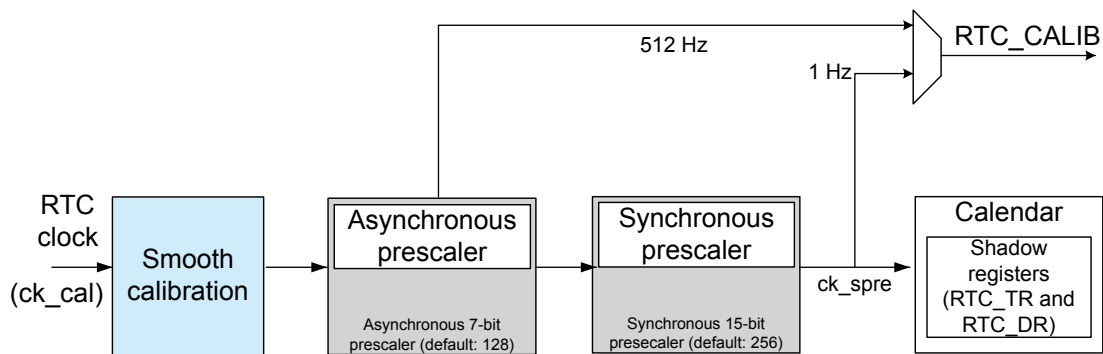 512 Hz
RTC_CALIB
1 Hz
RTC
clock
(ck_cal)
Smooth
calibration
Asynchronous
prescaler
Asynchronous 7-bit
prescaler (default: 128)
Synchronous
prescaler
Synchronous 15-bit
presecaler (default: 256)
ck_spre
Calendar
Shadow
registers
(RTC_TR and
RTC_DR)